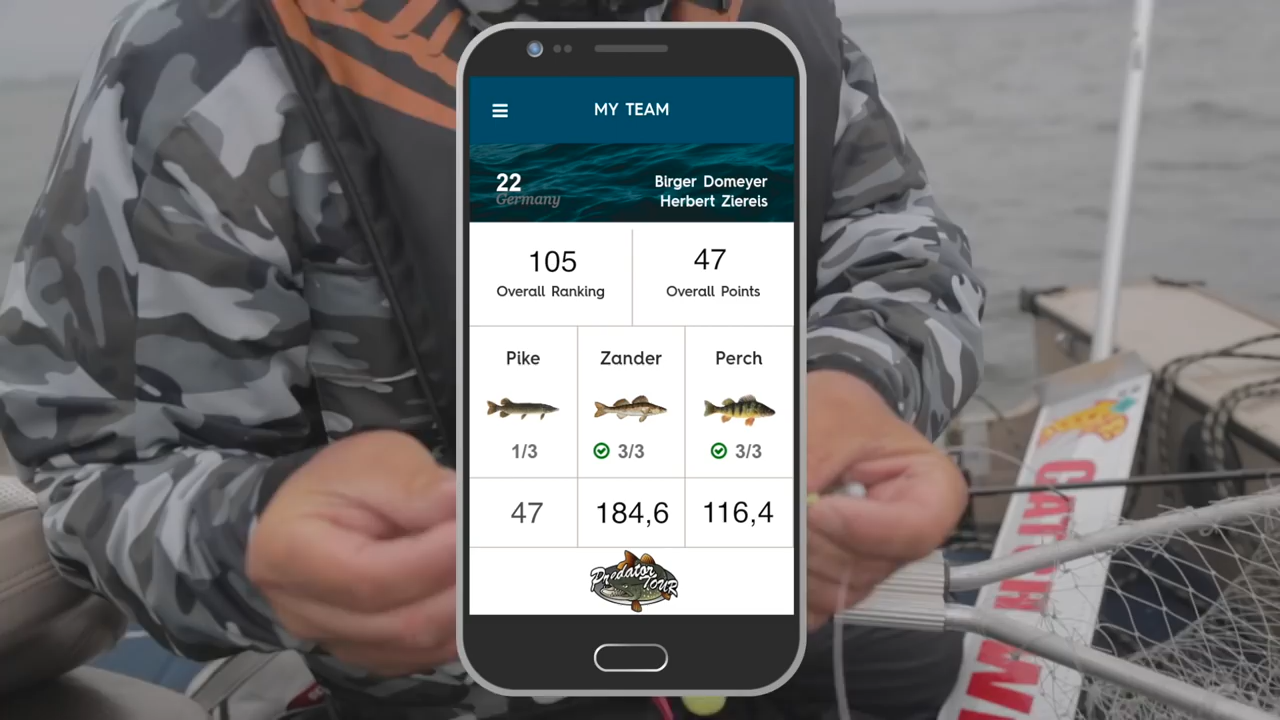 MY TEAM
22
Germany
Birger Domeyer
Herbert Ziereis
105
Overall Ranking
47
Overall Points
Pike
Zander
Perch
1/3
3/3
3/3
47
184,6
116,4
Predator
TOUR